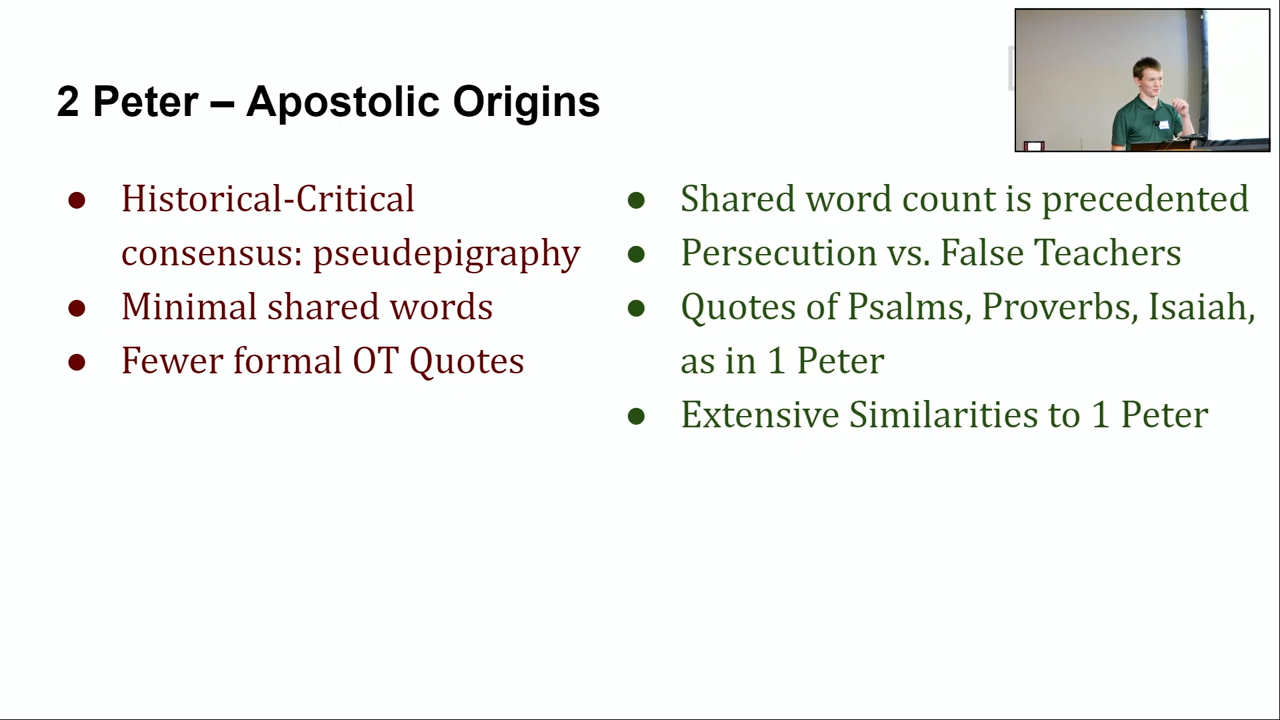 2 Peter – Apostolic Origins
● Historical-Critical
consensus: pseudepigraphy
● Minimal shared words
● Fewer formal OT Quotes
● Shared word count is precedented
● Persecution vs. False Teachers
● Quotes of Psalms, Proverbs, Isaiah,
as in 1 Peter
● Extensive Similarities to 1 Peter